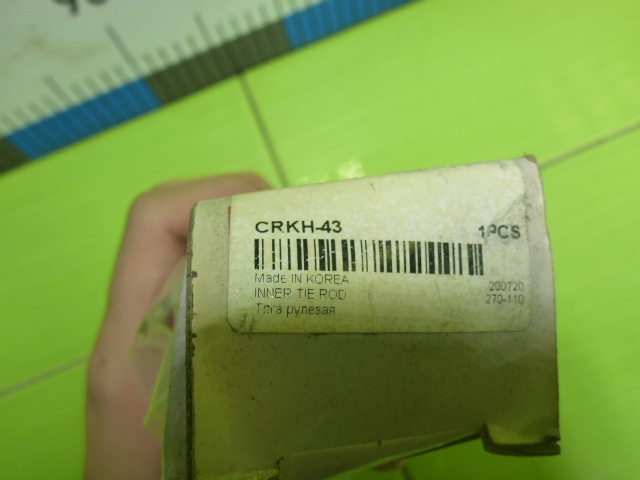 CRKH-43 1PCS
Made IN KOREA
INNER TIE ROD 200720
Тяга рулевая 270-110